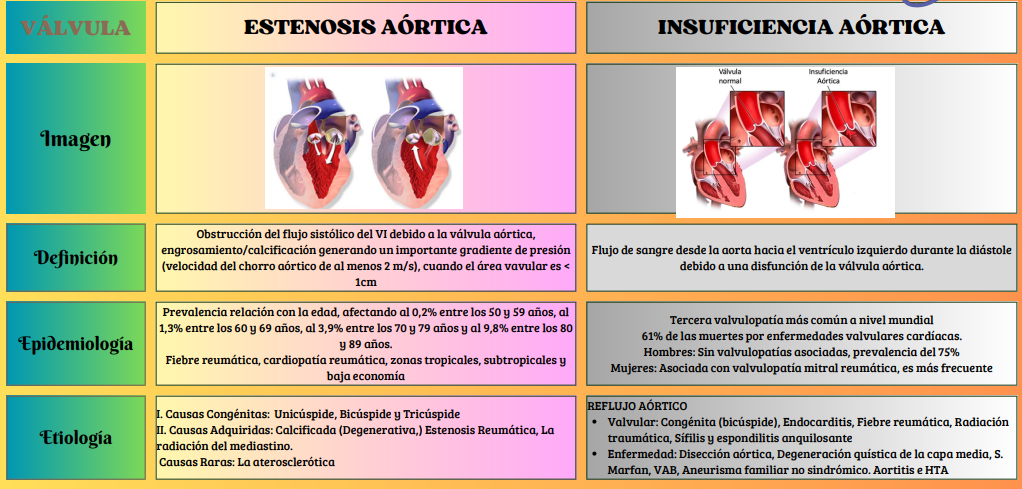 VÁLVULA
ESTENOSIS AÓRTICA
INSUFICIENCIA AÓRTICA
Imagen
Válvula
normal
Insuficiencia
Aórtica
Definición
Obstrucción del flujo sistólico del VI debido a la válvula aórtica,
engrosamiento/calcificación generando un importante gradiente de presión
(velocidad del chorro aórtico de al menos 2 m/s), cuando el área vavular es <
1cm
Flujo de sangre desde la aorta hacia el ventrículo izquierdo durante la diástole
debido a una disfunción de la válvula aórtica.
Epidemiología
Prevalencia relación con la edad, afectando al 0,2% entre los 50 y 59 años, al
1,3% entre los 60 y 69 años, al 3,9% entre los 70 y 79 años y al 9,8% entre los 80
y 89 años.
Fiebre reumática, cardiopatía reumática, zonas tropicales, subtropicales y
baja economía
Tercera valvulopatía más común a nivel mundial
61% de las muertes por enfermedades valvulares cardíacas.
Hombres: Sin valvulopatías asociadas, prevalencia del 75%
Mujeres: Asociada con valvulopatía mitral reumática, es más frecuente
Etiología
I. Causas Congénitas: Unicúspide, Bicúspide y Tricúspide
II. Causas Adquiridas: Calcificada (Degenerativa,) Estenosis Reumática, La
radiación del mediastino.
Causas Raras: La aterosclerótica
REFLUJO AÓRTICO
• Valvular: Congénita (bicúspide), Endocarditis, Fiebre reumática, Radiación
traumática, Sífilis y espondilitis anquilosante
• Enfermedad: Disección aórtica, Degeneración quística de la capa media, S.
Marfan, VAB, Aneurisma familiar no sindrómico. Aortitis e HTA